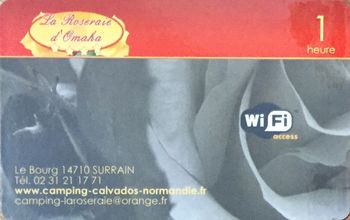 La Roseraie
d'Omaha
1
heure
WiFi
access
Le Bourg 14710 SURRAIN
Tél. 02 31 21 17 71
www.camping-calvados-normandie.fr
camping-laroseraie@orange.fr